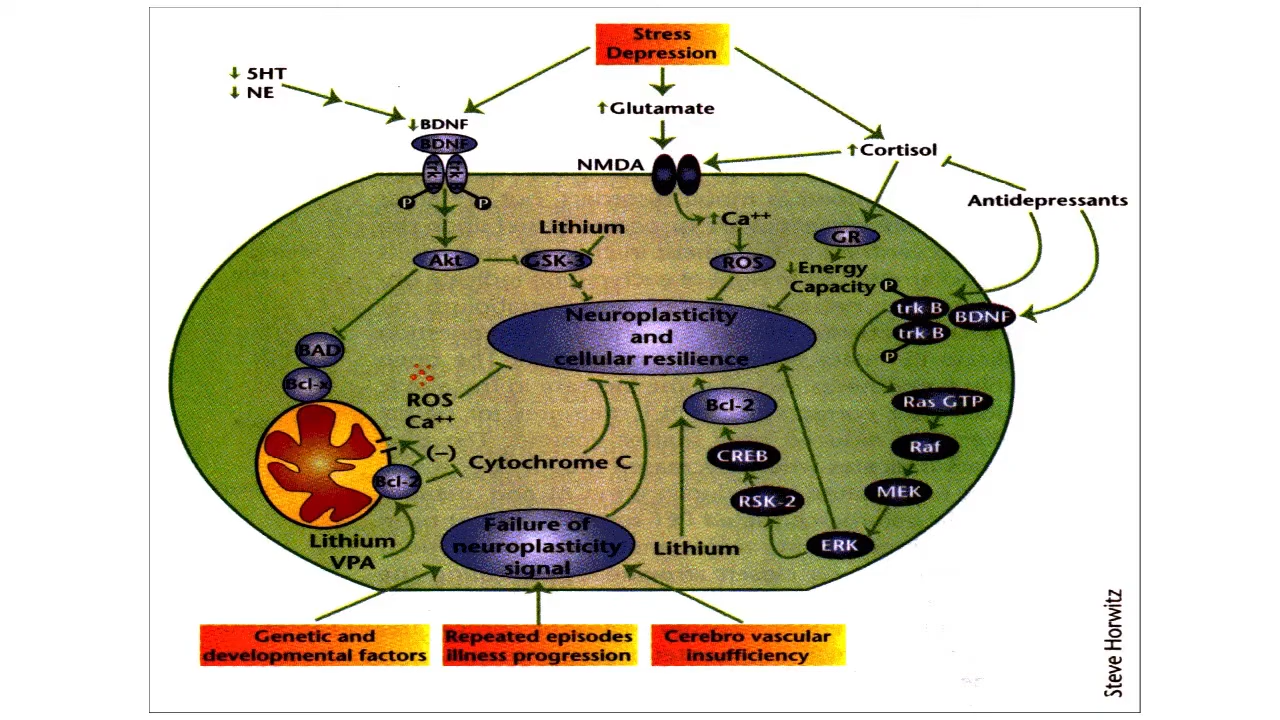 Stress
Depression
↓ 5HT
↓ NE
↑Glutamate
↓BDNF
BDNF
trk B
trk B
P
P
NMDA
↑Cortisol
Antidepressants
↑Ca++
Lithium
GR
Akt
GSK-3
ROS
↓Energy
Capacity
P
trk B
BDNF
trk B
P
Neuroplasticity
and
cellular resilience
BAD
Bcl-x
ROS
Ca++
(−)
Bcl-2
Cytochrome C
Bcl-2
CREB
RSK-2
Ras GTP
Raf
MEK
ERK
Lithium
VPA
Failure of
neuroplasticity
signal
Lithium
Genetic and
developmental factors
Repeated episodes
illness progression
Cerebro vascular
insufficiency
Steve Horwitz